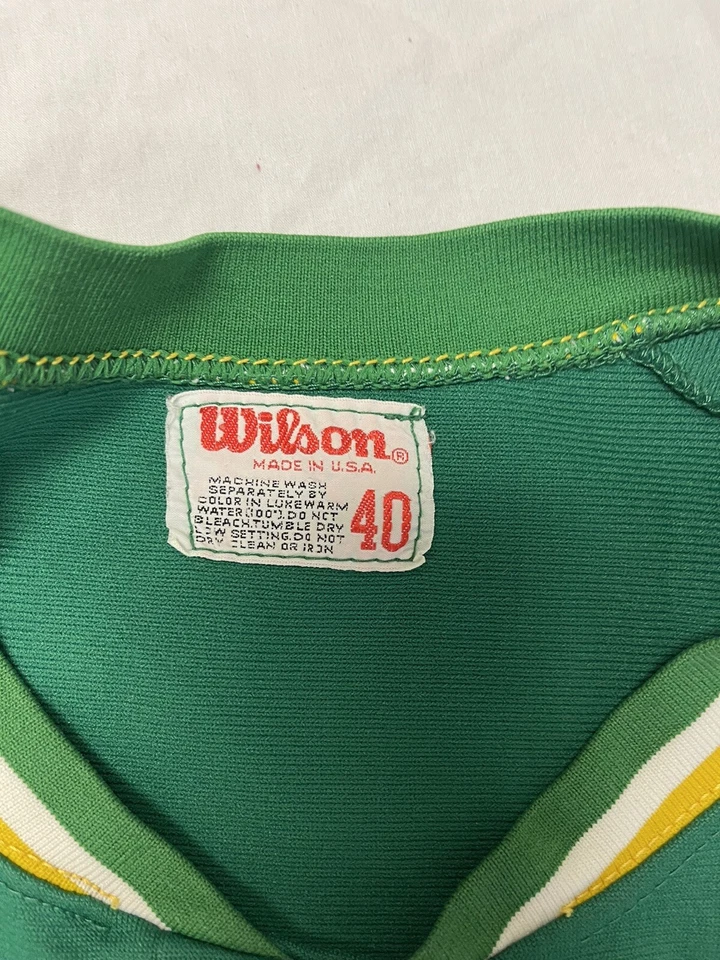 Wilson®
MADE IN U.S.A.
MACHINE WASH
SEPARATELY BY
COLOR IN LUKEWARM
WATER(100°).DO NOT
BLEACH.TUMBLE DRY
LOW SETTING.DO NOT
DRY CLEAN OR IRON
40